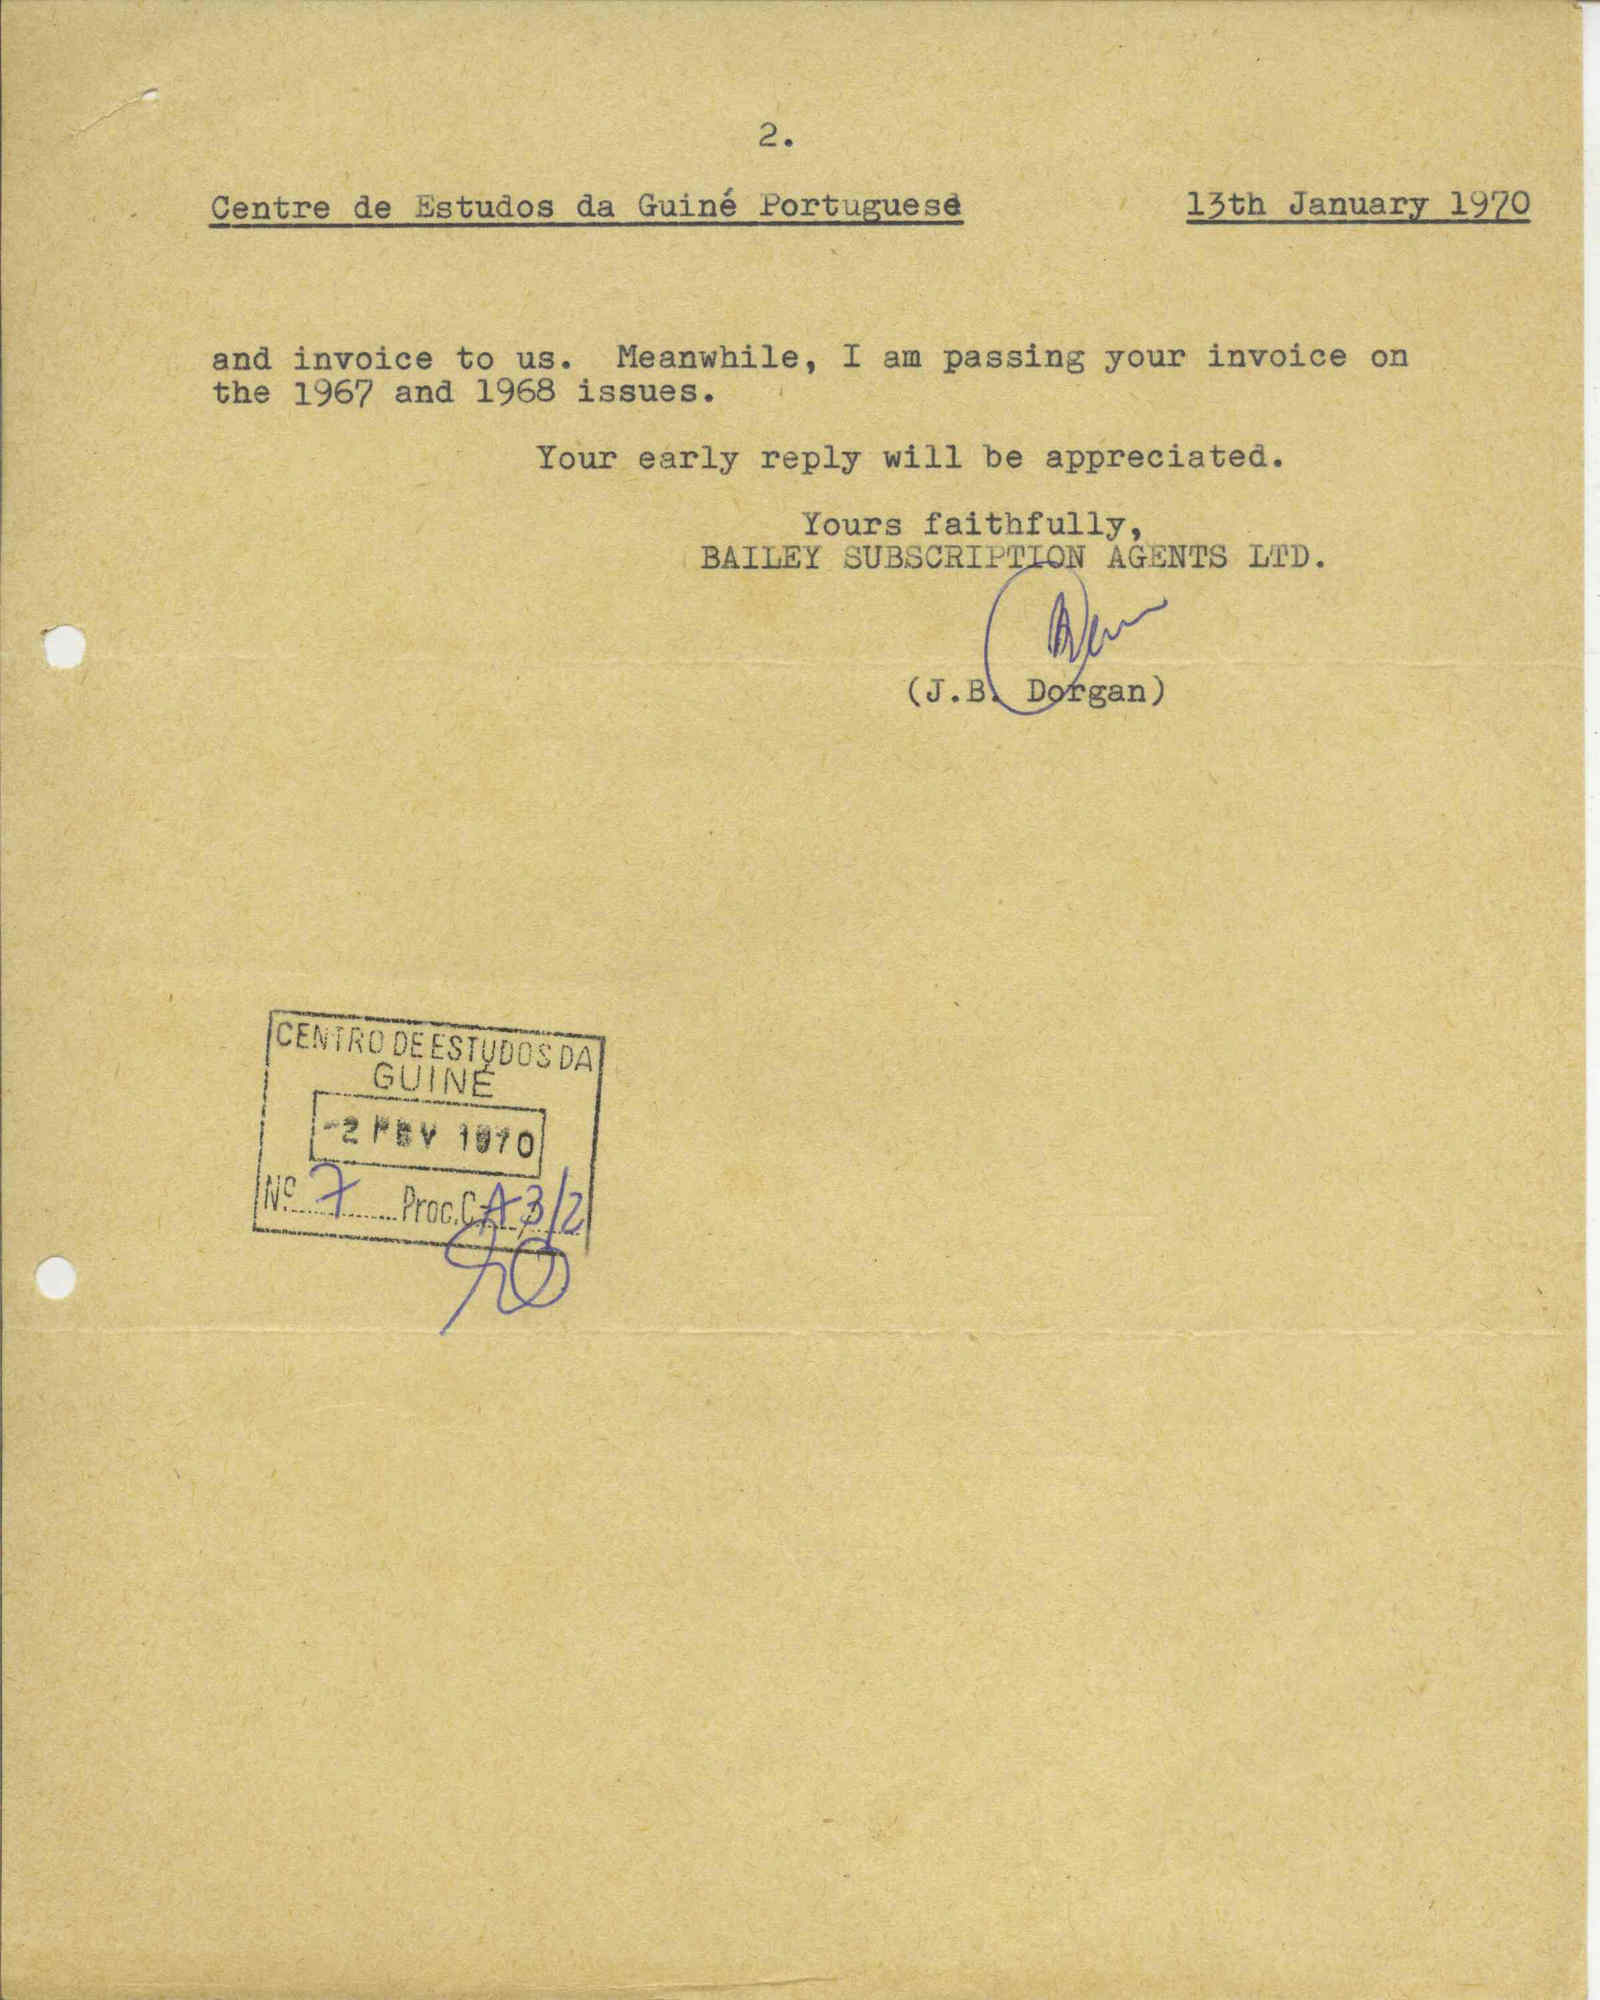 2.
Centre de Estudos da Guiné Portuguese 13th January 1970
and invoice to us. Meanwhile, I am passing your invoice on
the 1967 and 1968 issues.
Your early reply will be appreciated.
Yours faithfully,
BAILEY SUBSCRIPTION AGENTS LTD.
(J.B. Dorgan)
CENTRO DE ESTUDOS DA
GUINÉ
-2 FEV 1970
Nº 7 Proc. C-A 3/2